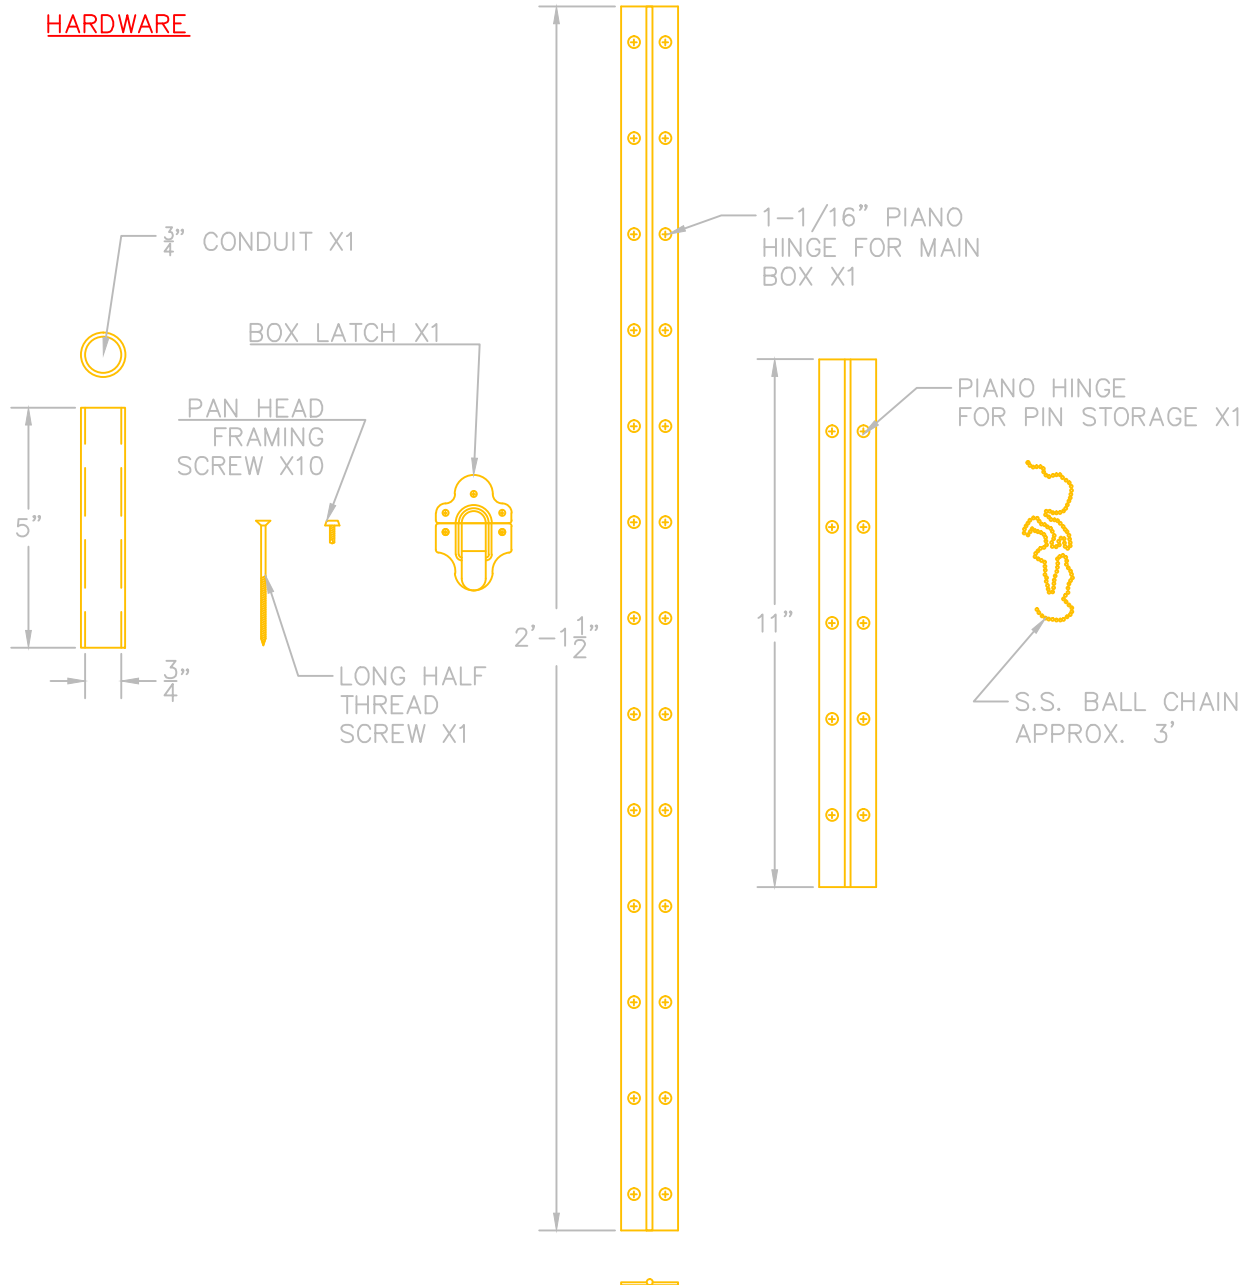 HARDWARE
3/4" CONDUIT X1
BOX LATCH X1
PAN HEAD
FRAMING
SCREW X10
5"
3/4"
LONG HALF
THREAD
SCREW X1
2'-1 1/2"
1-1/16" PIANO
HINGE FOR MAIN
BOX X1
11"
PIANO HINGE
FOR PIN STORAGE X1
S.S. BALL CHAIN
APPROX. 3'